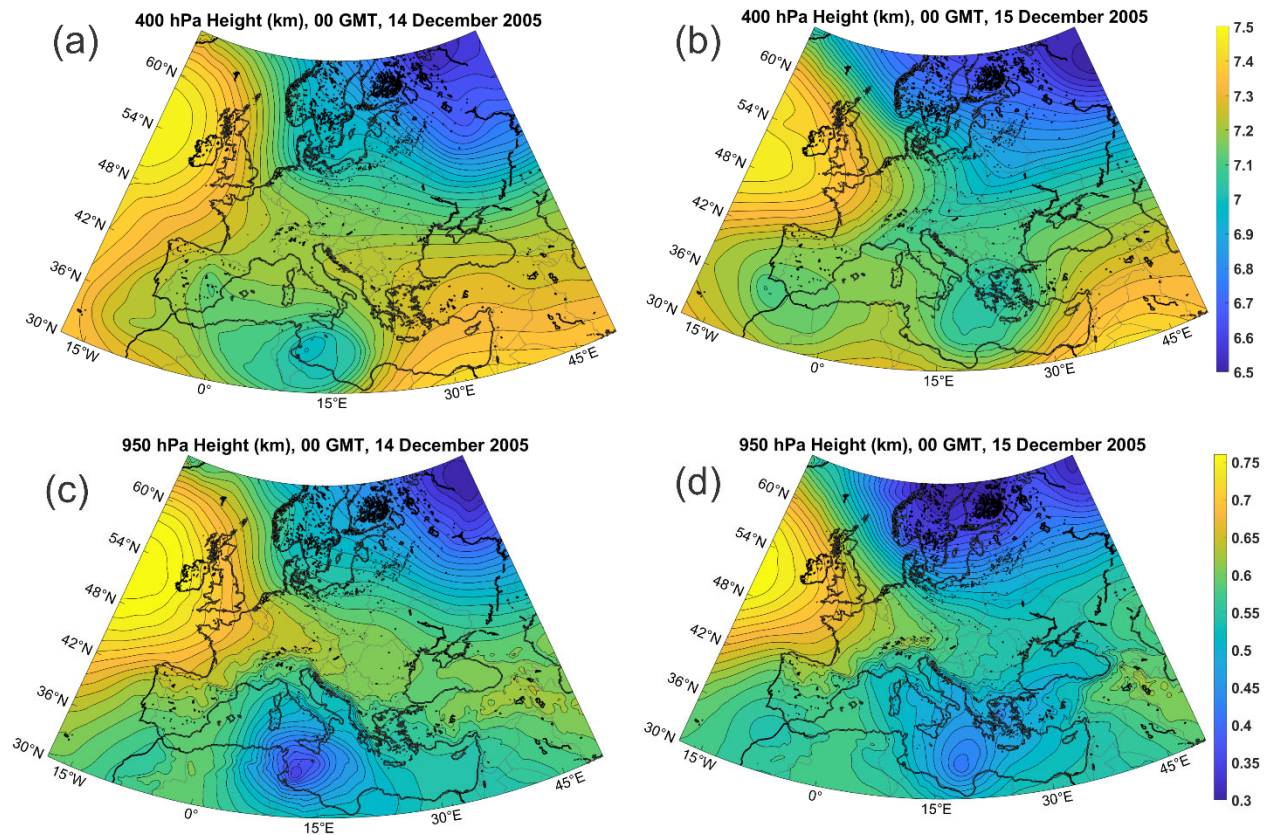 400 hPa Height (km), 00 GMT, 14 December 2005
(a)
60°N
54°N
48°N
42°N
36°N
30°N
15°W
0°
15°E
30°E
45°E
400 hPa Height (km), 00 GMT, 15 December 2005
(b)
60°N
54°N
48°N
42°N
36°N
30°N
15°W
0°
15°E
30°E
45°E
7.5
7.4
7.3
7.2
7.1
7
6.9
6.8
6.7
6.6
6.5
950 hPa Height (km), 00 GMT, 14 December 2005
(c)
60°N
54°N
48°N
42°N
36°N
30°N
15°W
0°
15°E
30°E
45°E
950 hPa Height (km), 00 GMT, 15 December 2005
(d)
60°N
54°N
48°N
42°N
36°N
30°N
15°W
0°
15°E
30°E
45°E
0.75
0.7
0.65
0.6
0.55
0.5
0.45
0.4
0.35
0.3